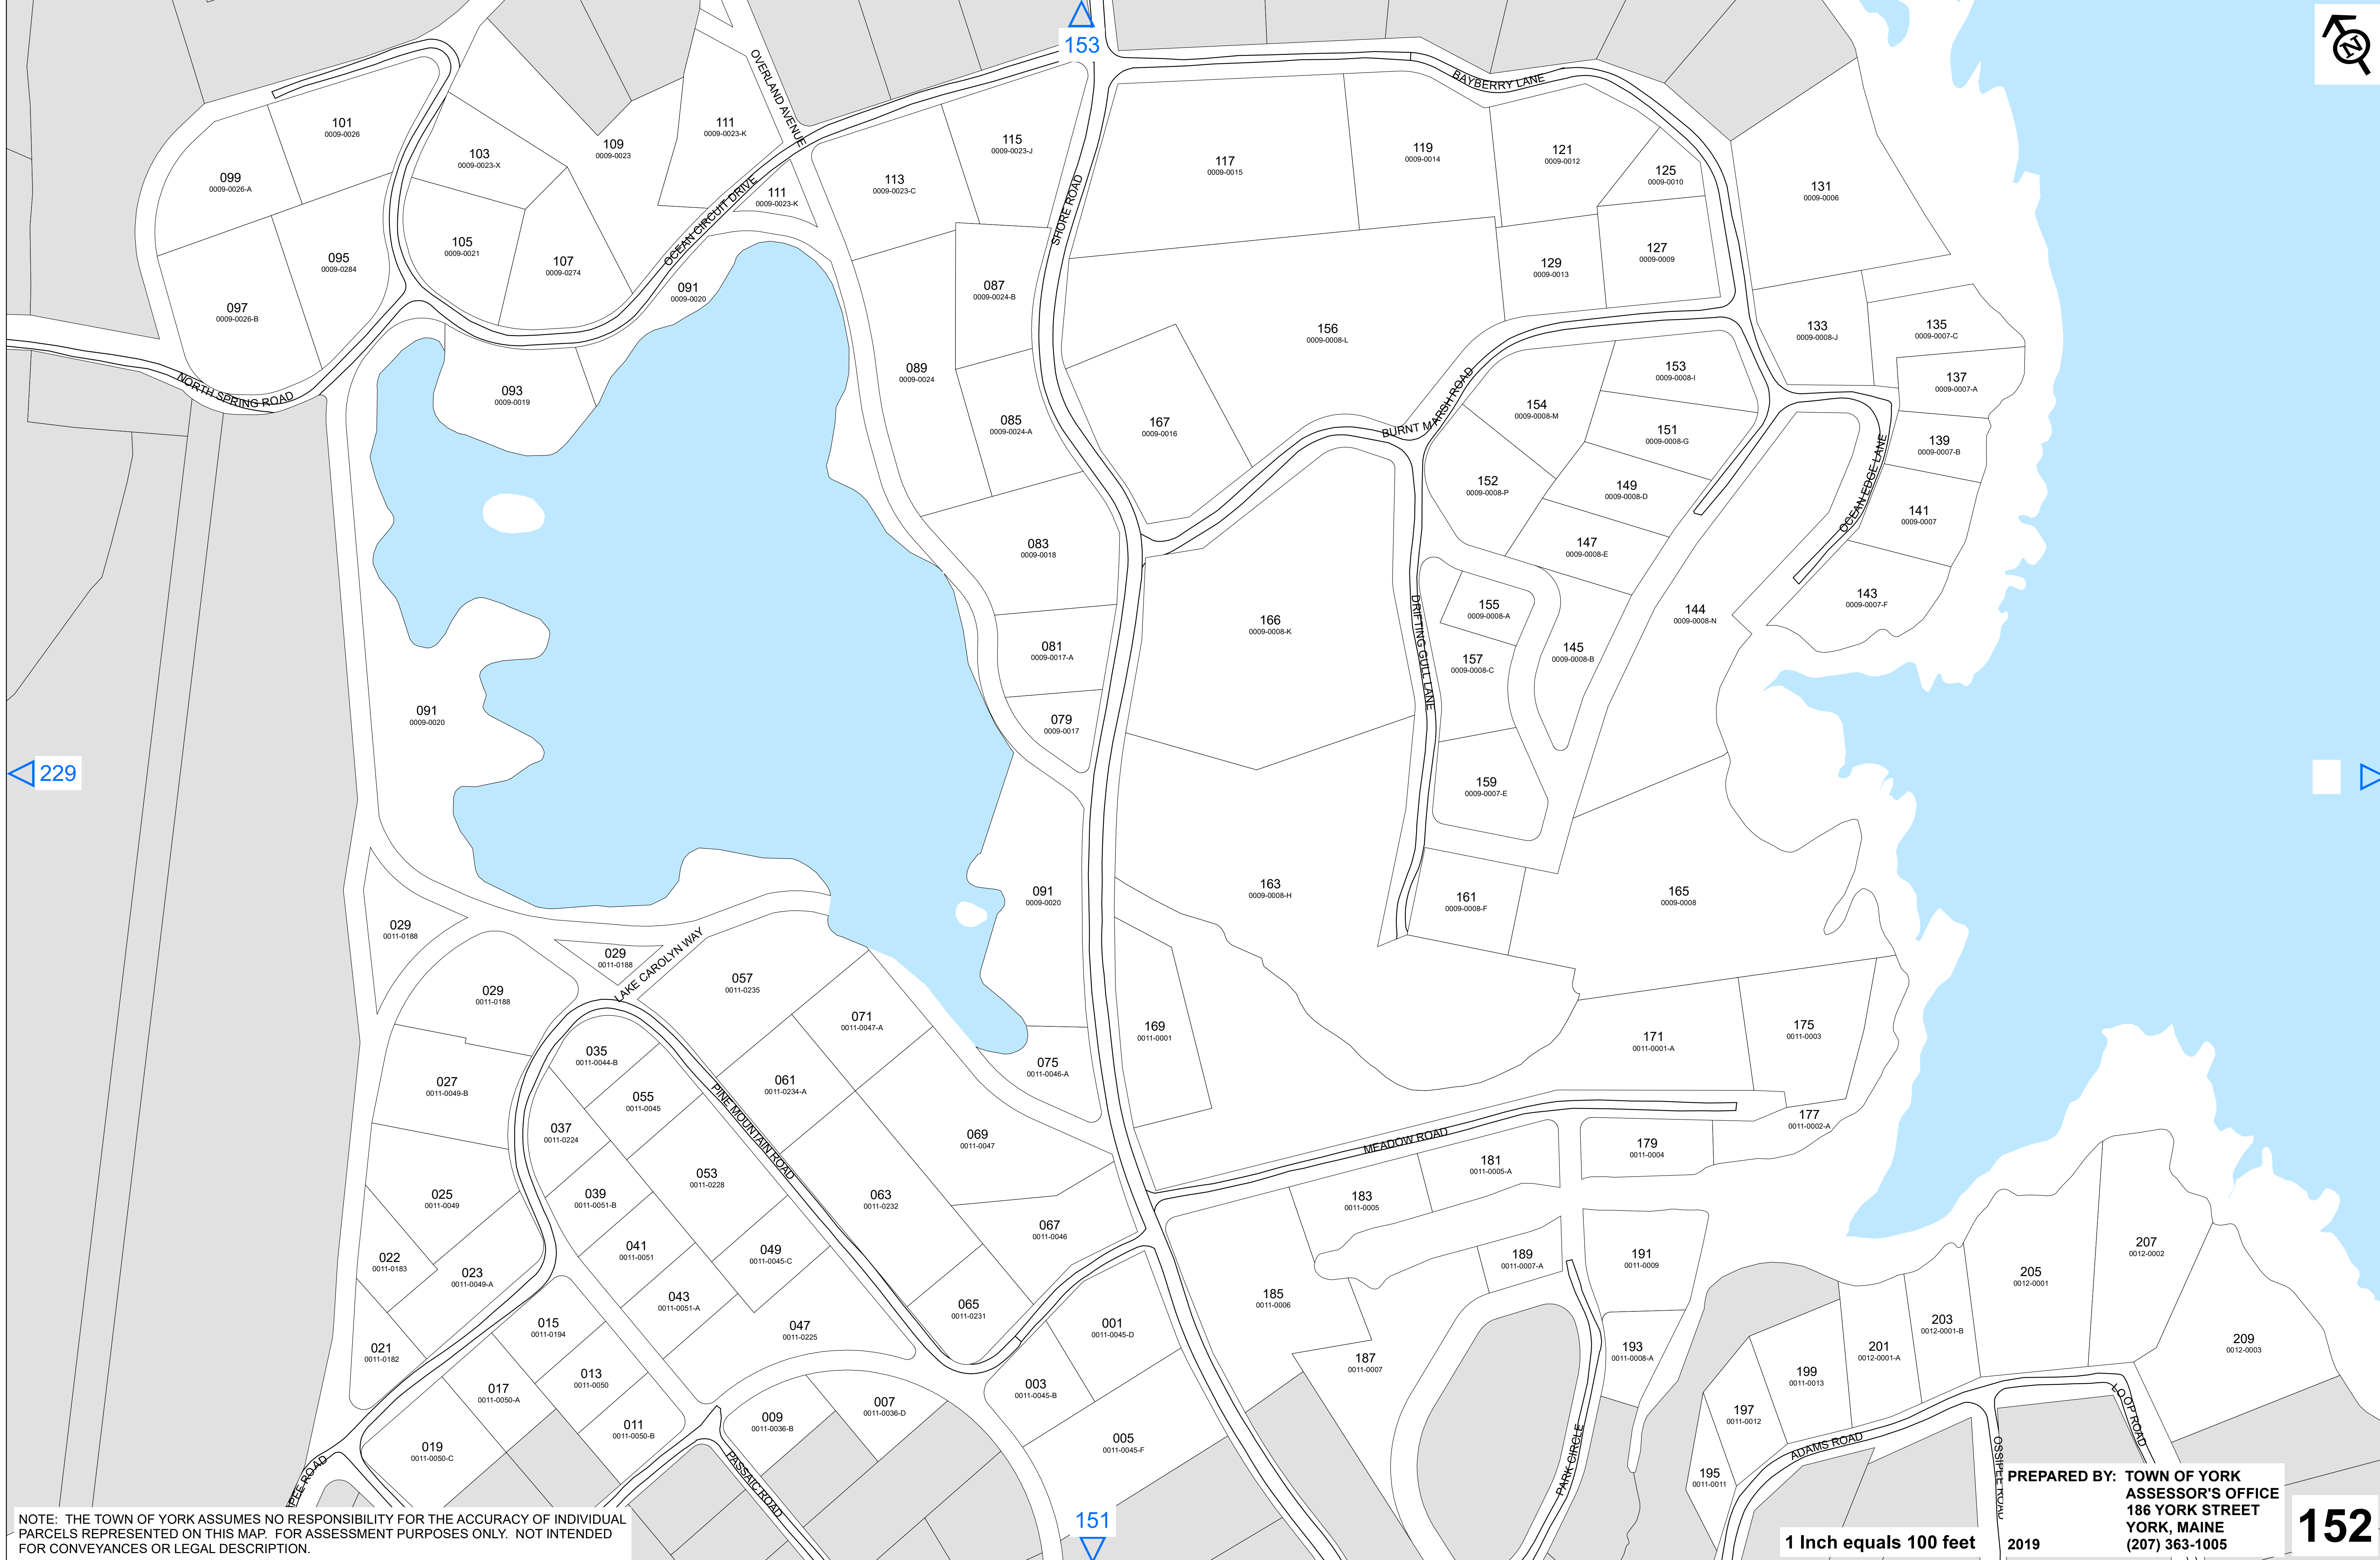 153
N
OVERLAND AVENUE
BAYBERRY LANE
101
0009-0026
103
0009-0023-X
109
0009-0023
111
0009-0023-K
115
0009-0023-J
117
0009-0015
119
0009-0014
121
0009-0012
125
0009-0010
131
0009-0006
099
0009-0026-A
113
0009-0023-C
111
0009-0023-K
OCEAN CIRCUIT DRIVE
SHORE ROAD
105
0009-0021
107
0009-0274
095
0009-0284
097
0009-0026-B
091
0009-0020
087
0009-0024-B
129
0009-0013
127
0009-0009
156
0009-0008-L
133
0009-0008-J
135
0009-0007-C
NORTH SPRING ROAD
093
0009-0019
089
0009-0024
085
0009-0024-A
167
0009-0016
BURNT MARSH ROAD
153
0009-0008-I
154
0009-0008-M
151
0009-0008-G
137
0009-0007-A
139
0009-0007-B
OCEAN EDGE LANE
152
0009-0008-P
149
0009-0008-D
141
0009-0007
083
0009-0018
147
0009-0008-E
143
0009-0007-F
155
0009-0008-A
144
0009-0008-N
166
0009-0008-K
DRIFTING GULL LANE
081
0009-0017-A
157
0009-0008-C
145
0009-0008-B
091
0009-0020
079
0009-0017
229
159
0009-0007-E
091
0009-0020
163
0009-0008-H
161
0009-0008-F
165
0009-0008
029
0011-0188
029
0011-0188
LAKE CAROLYN WAY
029
0011-0188
057
0011-0235
071
0011-0047-A
169
0011-0001
171
0011-0001-A
175
0011-0003
035
0011-0044-B
075
0011-0046-A
027
0011-0049-B
055
0011-0045
061
0011-0234-A
PINE MOUNTAIN ROAD
037
0011-0224
069
0011-0047
MEADOW ROAD
177
0011-0002-A
179
0011-0004
053
0011-0228
181
0011-0005-A
025
0011-0049
039
0011-0051-B
063
0011-0232
183
0011-0005
067
0011-0046
041
0011-0051
049
0011-0045-C
022
0011-0183
023
0011-0049-A
189
0011-0007-A
191
0011-0009
207
0012-0002
205
0012-0001
043
0011-0051-A
065
0011-0231
185
0011-0006
015
0011-0194
047
0011-0225
001
0011-0045-D
203
0012-0001-B
021
0011-0182
187
0011-0007
193
0011-0008-A
201
0012-0001-A
209
0012-0003
013
0011-0050
003
0011-0045-B
199
0011-0013
017
0011-0050-A
007
0011-0036-D
009
0011-0036-B
197
0011-0012
LOOP ROAD
011
0011-0050-B
019
0011-0050-C
005
0011-0045-F
ADAMS ROAD
PARK CIRCLE
195
0011-0011
OSSIPEE ROAD
PASSAIC ROAD
PEE ROAD
151
NOTE: THE TOWN OF YORK ASSUMES NO RESPONSIBILITY FOR THE ACCURACY OF INDIVIDUAL
PARCELS REPRESENTED ON THIS MAP. FOR ASSESSMENT PURPOSES ONLY. NOT INTENDED
FOR CONVEYANCES OR LEGAL DESCRIPTION.
1 Inch equals 100 feet
PREPARED BY: TOWN OF YORK
ASSESSOR'S OFFICE
186 YORK STREET
YORK, MAINE
2019 (207) 363-1005
152